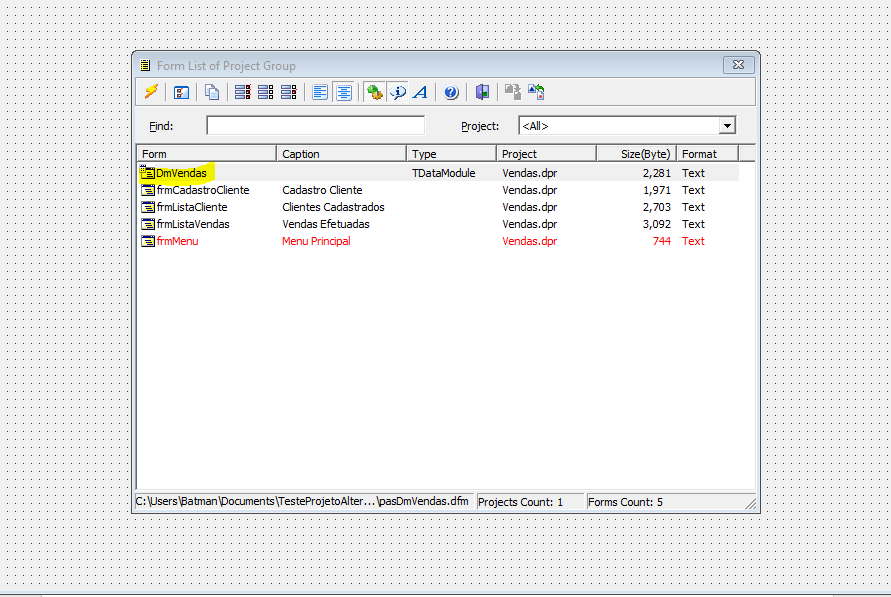 Form List of Project Group
Find: Project: <All>
Form Caption Type Project Size(Byte) Format
DmVendas TDataModule Vendas.dpr 2,281 Text
frmCadastroCliente Cadastro Cliente Vendas.dpr 1,971 Text
frmListaCliente Clientes Cadastrados Vendas.dpr 2,703 Text
frmListaVendas Vendas Efetuadas Vendas.dpr 3,092 Text
frmMenu Menu Principal Vendas.dpr 744 Text
C:\Users\Batman\Documents\TesteProjetoAlter...\pasDmVendas.dfm Projects Count: 1 Forms Count: 5